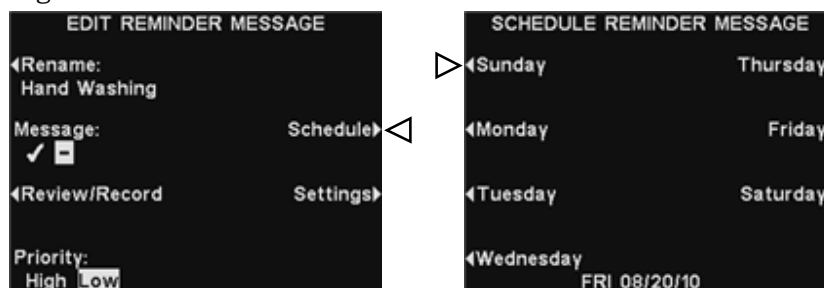 EDIT REMINDER MESSAGE
Rename:
Hand Washing
Message: Schedule
✓ -
Review/Record Settings
Priority:
High Low
SCHEDULE REMINDER MESSAGE
Sunday Thursday
Monday Friday
Tuesday Saturday
Wednesday
FRI 08/20/10